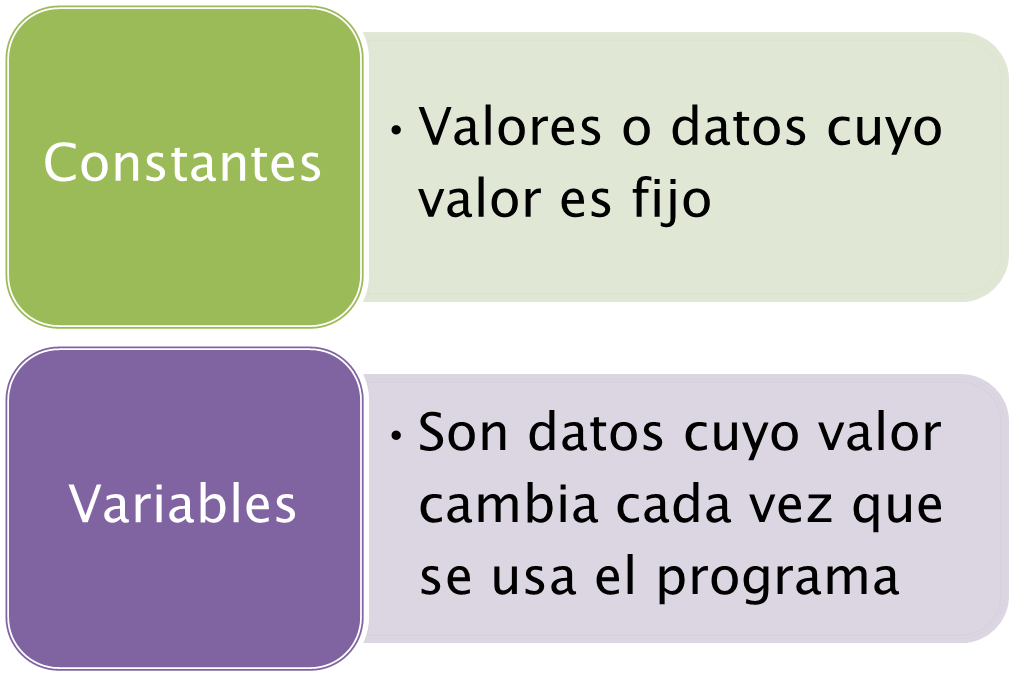 Constantes
• Valores o datos cuyo
valor es fijo
Variables
• Son datos cuyo valor
cambia cada vez que
se usa el programa